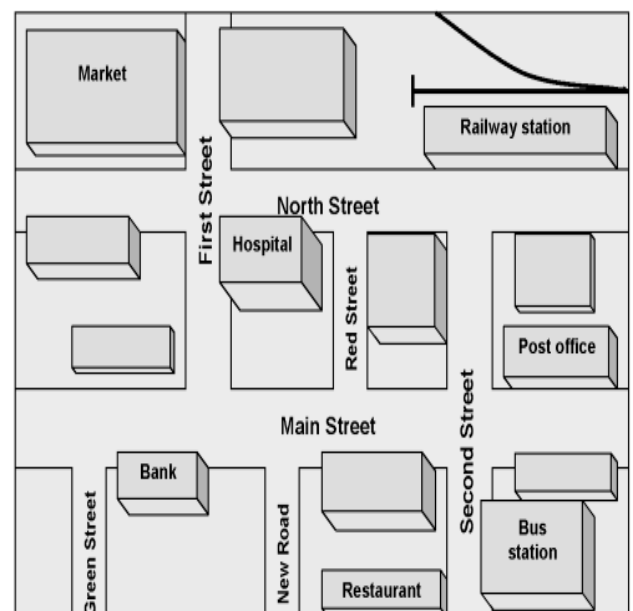 Market
Railway station
First Street
North Street
Hospital
Red Street
Post office
Main Street
Second Street
Bank
Green Street
New Road
Bus
station
Restaurant